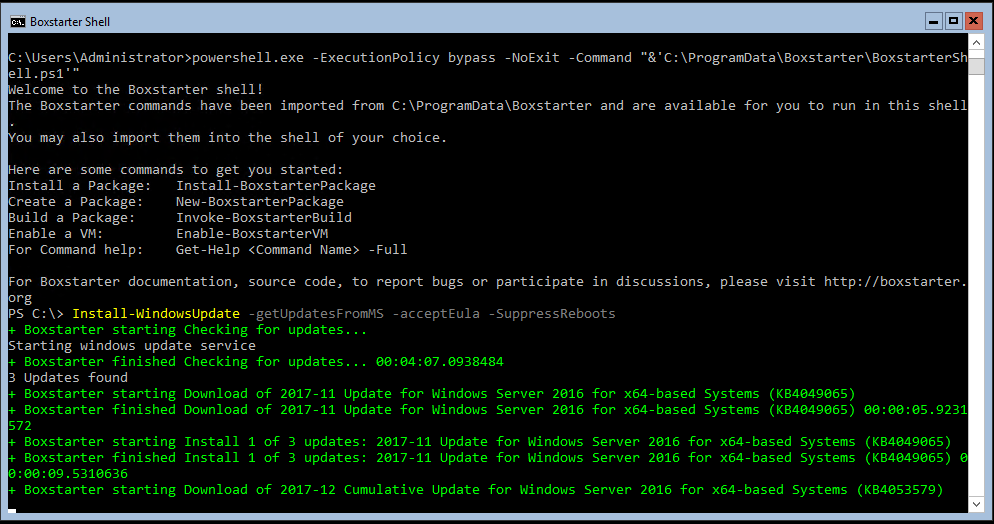 Boxstarter Shell
C:\Users\Administrator>powershell.exe -ExecutionPolicy bypass -NoExit -Command "&'C:\ProgramData\Boxstarter\BoxstarterSh
ell.ps1'"
Welcome to the Boxstarter shell!
The Boxstarter commands have been imported from C:\ProgramData\Boxstarter and are available for you to run in this shell
.
You may also import them into the shell of your choice.
Here are some commands to get you started:
Install a Package:   Install-BoxstarterPackage
Create a Package:    New-BoxstarterPackage
Build a Package:     Invoke-BoxstarterBuild
Enable a VM:         Enable-BoxstarterVM
For Command help:    Get-Help <Command Name> -Full
For Boxstarter documentation, source code, to report bugs or participate in discussions, please visit http://boxstarter.
org
PS C:\> Install-WindowsUpdate -getUpdatesFromMS -acceptEula -SuppressReboots
+ Boxstarter starting Checking for updates...
Starting windows update service
+ Boxstarter finished Checking for updates... 00:04:07.0938484
3 Updates found
+ Boxstarter starting Download of 2017-11 Update for Windows Server 2016 for x64-based Systems (KB4049065)
+ Boxstarter finished Download of 2017-11 Update for Windows Server 2016 for x64-based Systems (KB4049065) 00:00:05.9231
572
+ Boxstarter starting Install 1 of 3 updates: 2017-11 Update for Windows Server 2016 for x64-based Systems (KB4049065)
+ Boxstarter finished Install 1 of 3 updates: 2017-11 Update for Windows Server 2016 for x64-based Systems (KB4049065) 0
0:00:09.5310636
+ Boxstarter starting Download of 2017-12 Cumulative Update for Windows Server 2016 for x64-based Systems (KB4053579)